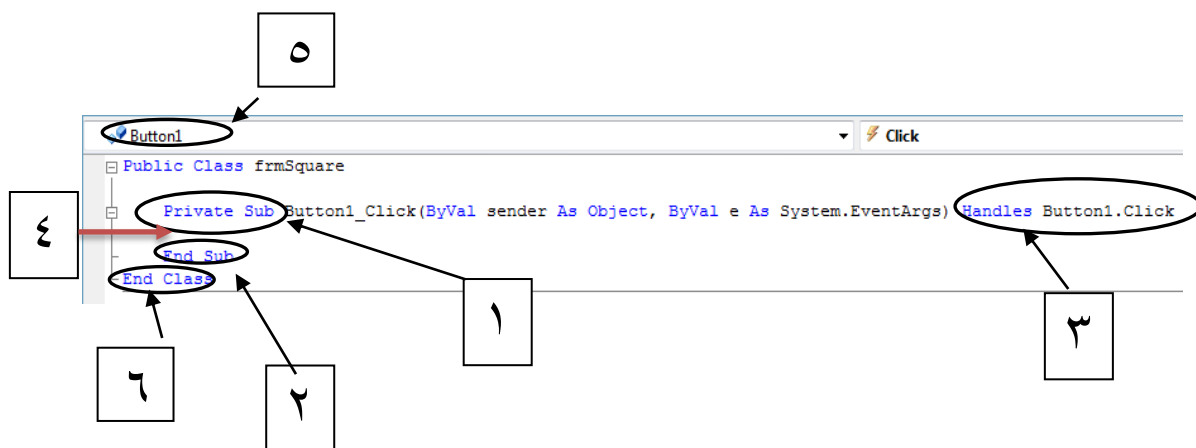 ٥
Button1 Click
Public Class frmSquare
Private Sub Button1_Click(ByVal sender As Object, ByVal e As System.EventArgs) Handles Button1.Click
٤
End Sub
End Class
١
٣
٦
٢